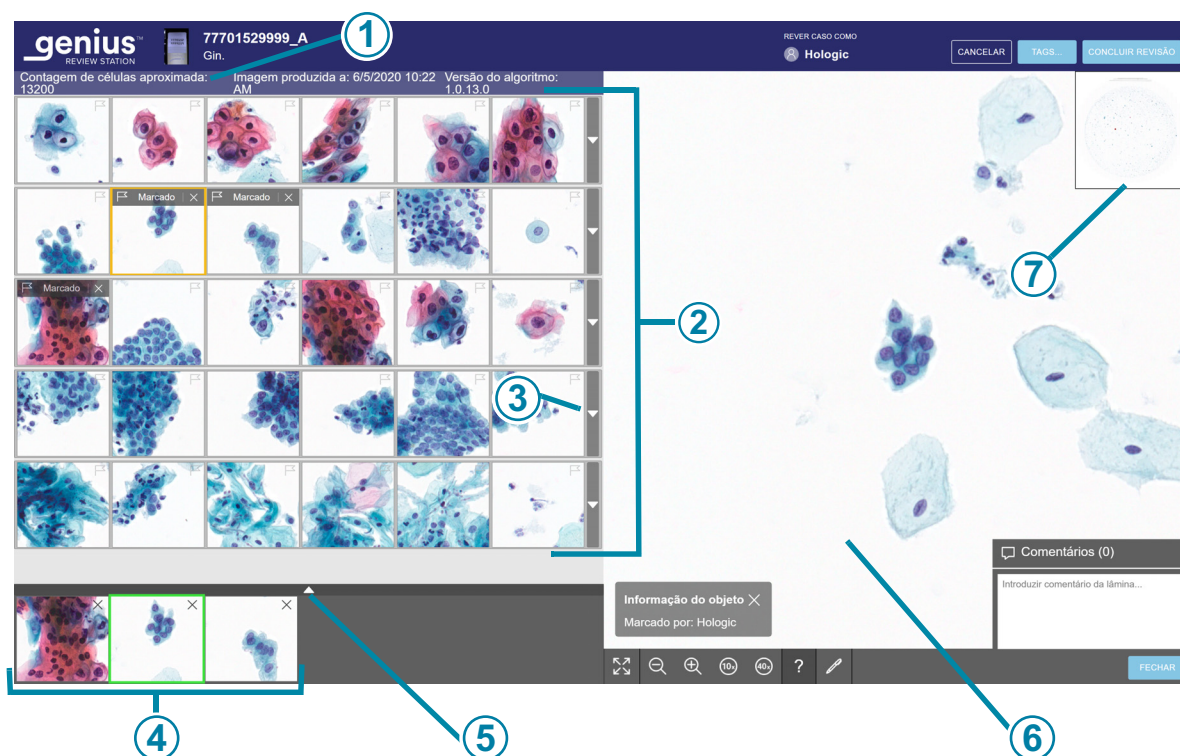 1
genius™
REVIEW STATION
77701529999_A
Gin.
REVER CASO COMO
Hologic
CANCELAR
TAGS...
CONCLUIR REVISÃO
Contagem de células aproximada: 13200
Imagem produzida a: 6/5/2020 10:22 AM
Versão do algoritmo: 1.0.13.0
Marcado
Marcado
Marcado
7
2
3
Comentários (0)
Introduzir comentário da lâmina...
Informação do objeto
Marcado por: Hologic
10x
40x
?
FECHAR
4
5
6